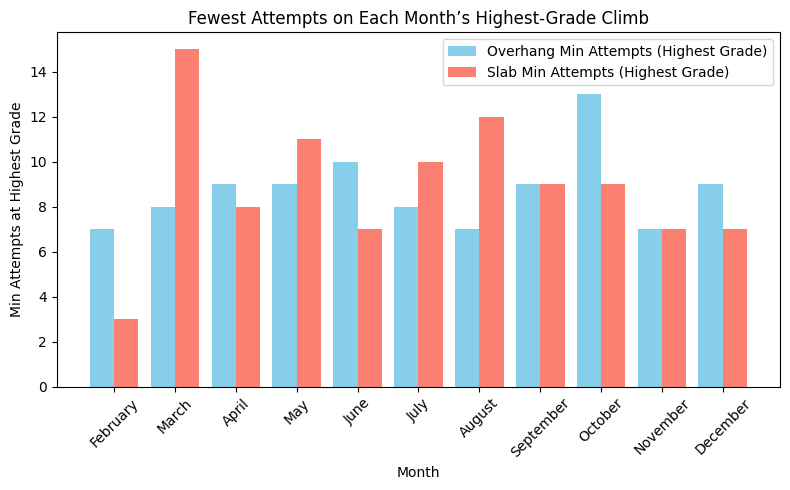 Fewest Attempts on Each Month’s Highest-Grade Climb
Overhang Min Attempts (Highest Grade)
Slab Min Attempts (Highest Grade)
Min Attempts at Highest Grade
14
12
10
8
6
4
2
0
February
March
April
May
June
July
August
September
October
November
December
Month